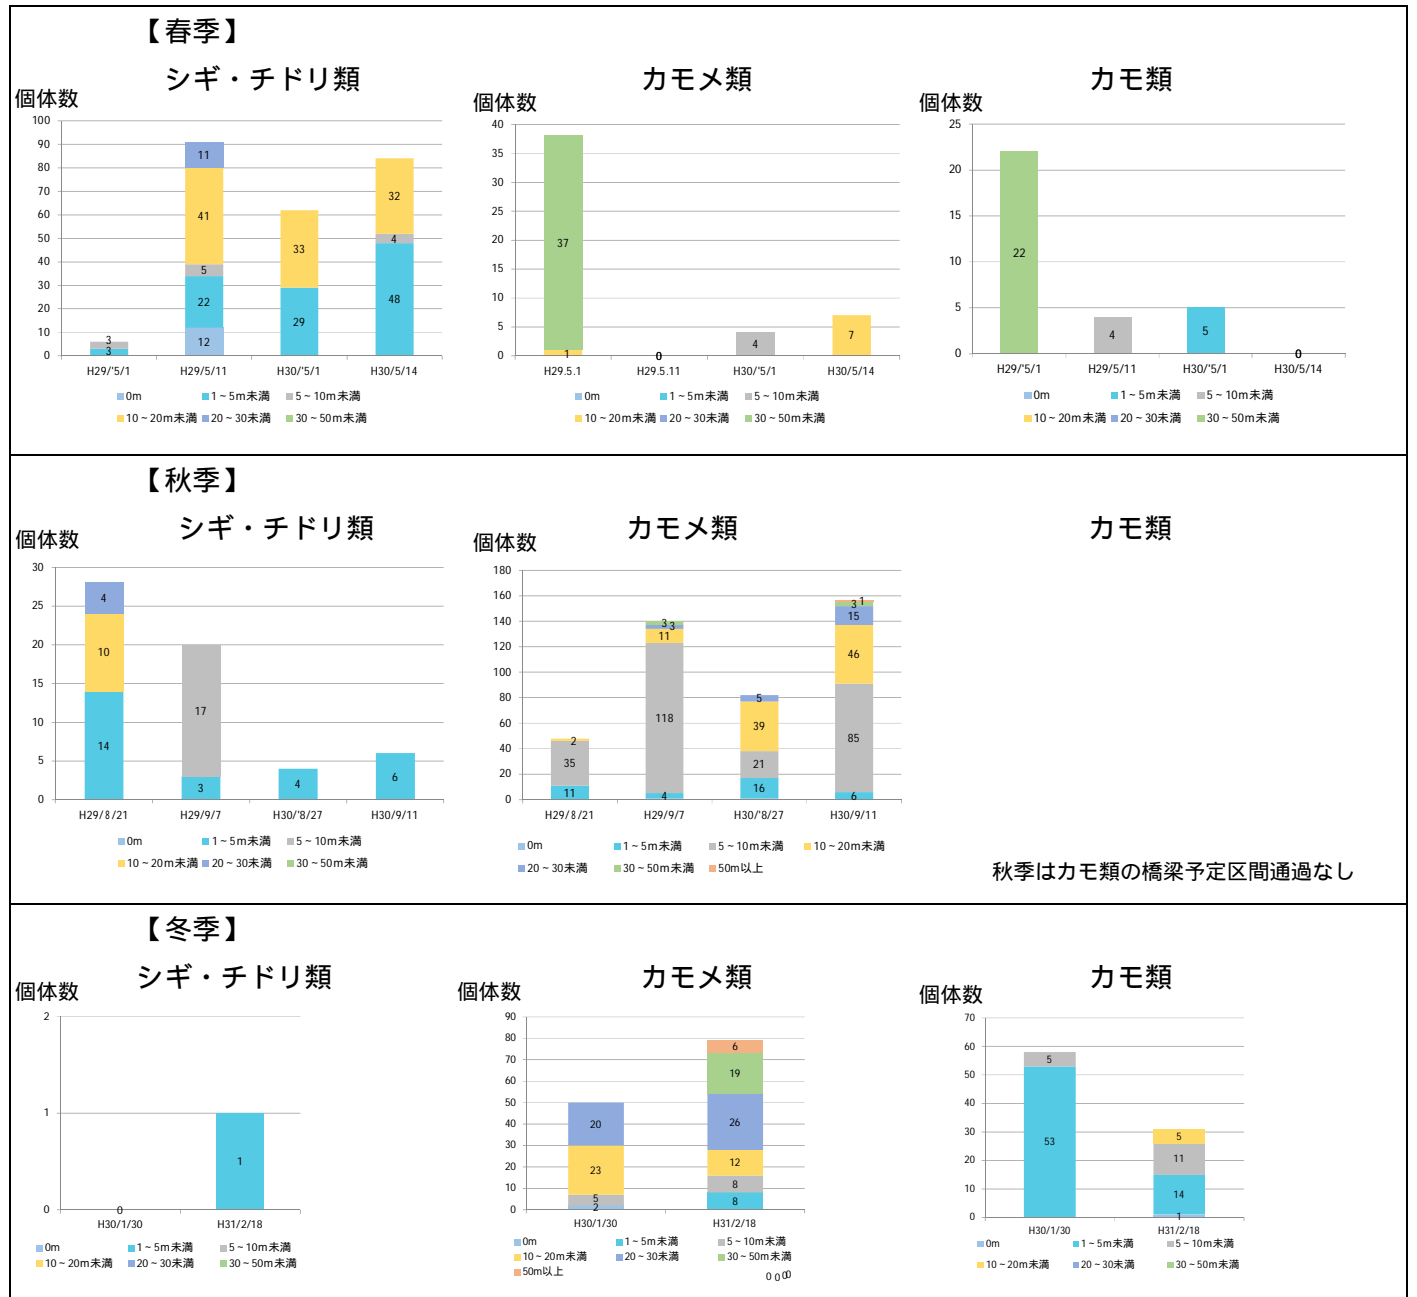 【春季】
シギ・チドリ類
個体数
100
90
80
70
60
50
40
30
20
10
0
3
3
11
41
5
22
12
33
29
32
4
48
H29/'5/1
H29/5/11
H30/'5/1
H30/5/14
0m
1~5m未満
5~10m未満
10~20m未満
20~30未満
30~50m未満
カモメ類
個体数
40
35
30
25
20
15
10
5
0
37
1
0
4
7
H29.5.1
H29.5.11
H30/'5/1
H30/5/14
0m
1~5m未満
5~10m未満
10~20m未満
20~30未満
30~50m未満
カモ類
個体数
25
20
15
10
5
0
22
4
5
0
H29/'5/1
H29/5/11
H30/'5/1
H30/5/14
0m
1~5m未満
5~10m未満
10~20m未満
20~30未満
30~50m未満
【秋季】
シギ・チドリ類
個体数
30
25
20
15
10
5
0
4
10
14
17
3
4
6
H29/8/21
H29/9/7
H30/'8/27
H30/9/11
0m
1~5m未満
5~10m未満
10~20m未満
20~30未満
30~50m未満
カモメ類
個体数
180
160
140
120
100
80
60
40
20
0
2
35
11
3
3
11
118
4
5
39
21
16
1
3
15
46
85
6
H29/8/21
H29/9/7
H30/'8/27
H30/9/11
0m
1~5m未満
5~10m未満
10~20m未満
20~30未満
30~50m未満
50m以上
カモ類
秋季はカモ類の橋梁予定区間通過なし
【冬季】
シギ・チドリ類
個体数
2
1
0
0
1
H30/1/30
H31/2/18
0m
1~5m未満
5~10m未満
10~20m未満
20~30未満
30~50m未満
カモメ類
個体数
90
80
70
60
50
40
30
20
10
0
20
23
5
2
6
19
26
12
8
8
H30/1/30
H31/2/18
0m
1~5m未満
5~10m未満
10~20m未満
20~30未満
30~50m未満
50m以上
0 0 0 0
カモ類
個体数
70
60
50
40
30
20
10
0
5
53
5
11
14
1
H30/1/30
H31/2/18
0m
1~5m未満
5~10m未満
10~20m未満
20~30未満
30~50m未満